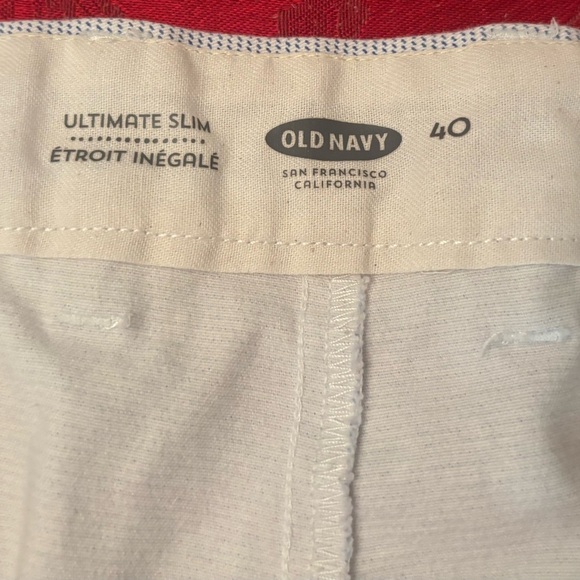 ULTIMATE SLIM
ÉTROIT INÉGALÉ
OLD NAVY
SAN FRANCISCO
CALIFORNIA
40